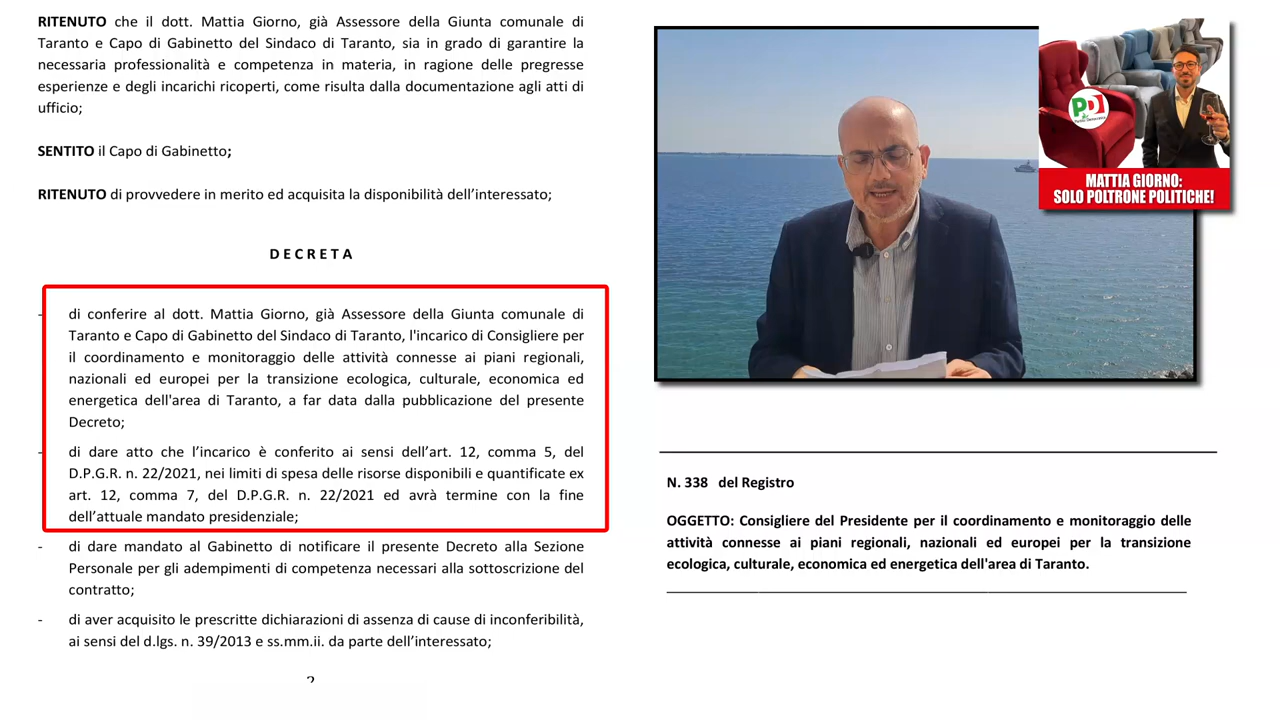 RITENUTO che il dott. Mattia Giorno, già Assessore della Giunta comunale di
Taranto e Capo di Gabinetto del Sindaco di Taranto, sia in grado di garantire la
necessaria professionalità e competenza in materia, in ragione delle pregresse
esperienze e degli incarichi ricoperti, come risulta dalla documentazione agli atti di
ufficio;
SENTITO il Capo di Gabinetto;
RITENUTO di provvedere in merito ed acquisita la disponibilità dell'interessato;
D E C R E T A
- di conferire al dott. Mattia Giorno, già Assessore della Giunta comunale di
Taranto e Capo di Gabinetto del Sindaco di Taranto, l'incarico di Consigliere per
il coordinamento e monitoraggio delle attività connesse ai piani regionali,
nazionali ed europei per la transizione ecologica, culturale, economica ed
energetica dell'area di Taranto, a far data dalla pubblicazione del presente
Decreto;
- di dare atto che l'incarico è conferito ai sensi dell'art. 12, comma 5, del
D.P.G.R. n. 22/2021, nei limiti di spesa delle risorse disponibili e quantificate ex
art. 12, comma 7, del D.P.G.R. n. 22/2021 ed avrà termine con la fine
dell'attuale mandato presidenziale;
- di dare mandato al Gabinetto di notificare il presente Decreto alla Sezione
Personale per gli adempimenti di competenza necessari alla sottoscrizione del
contratto;
- di aver acquisito le prescritte dichiarazioni di assenza di cause di inconferibilità,
ai sensi del d.lgs. n. 39/2013 e ss.mm.ii. da parte dell'interessato;
2
PD
Partito Democratico
MATTIA GIORNO:
SOLO POLTRONE POLITICHE!
N. 338 del Registro
OGGETTO: Consigliere del Presidente per il coordinamento e monitoraggio delle
attività connesse ai piani regionali, nazionali ed europei per la transizione
ecologica, culturale, economica ed energetica dell'area di Taranto.